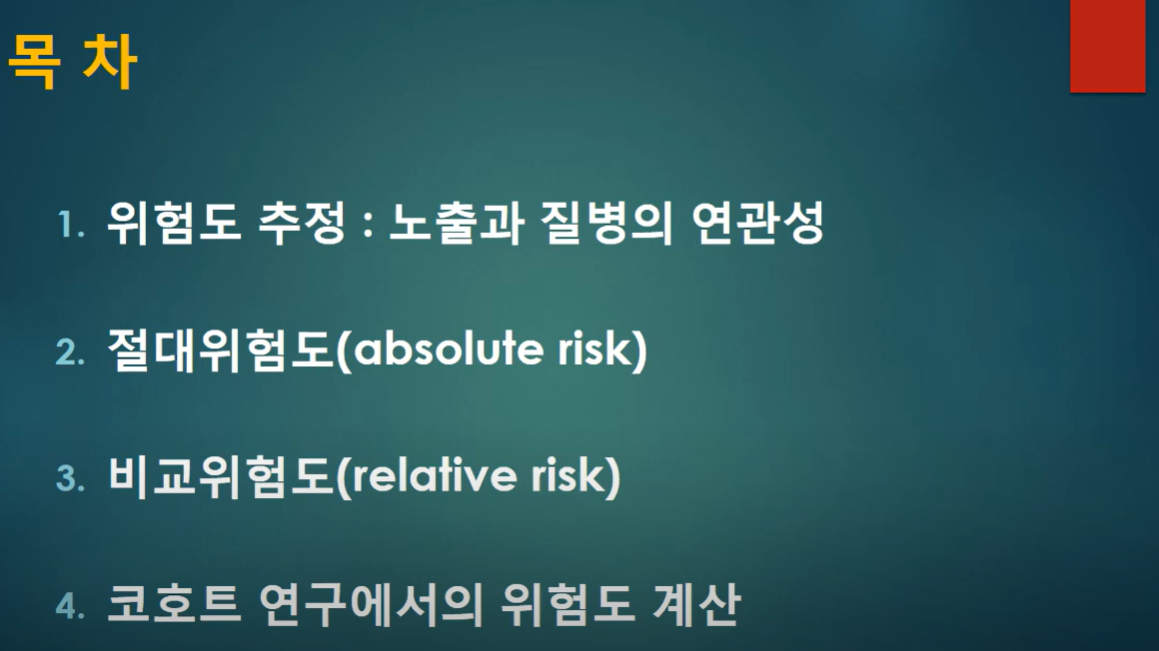 목 차
1. 위험도 추정 : 노출과 질병의 연관성
2. 절대위험도(absolute risk)
3. 비교위험도(relative risk)
4. 코호트 연구에서의 위험도 계산